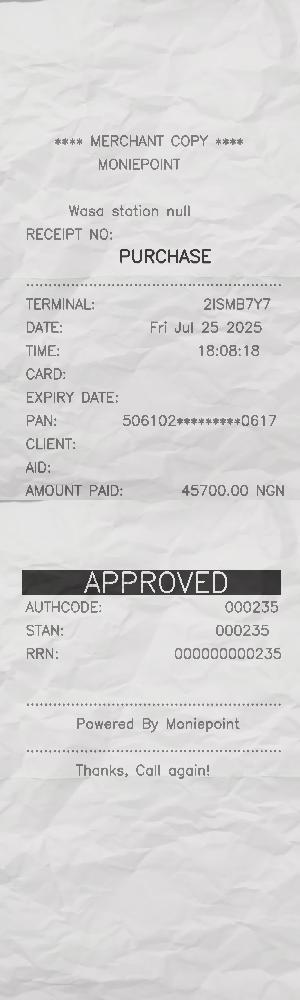 **** MERCHANT COPY ****
MONIEPOINT
Wasa station null
RECEIPT NO:
PURCHASE
TERMINAL: 2ISMB7Y7
DATE: Fri Jul 25 2025
TIME: 18:08:18
CARD:
EXPIRY DATE:
PAN: 506102*********0617
CLIENT:
AID:
AMOUNT PAID: 45700.00 NGN
APPROVED
AUTHCODE: 000235
STAN: 000235
RRN: 000000000235
Powered By Moniepoint
Thanks, Call again!